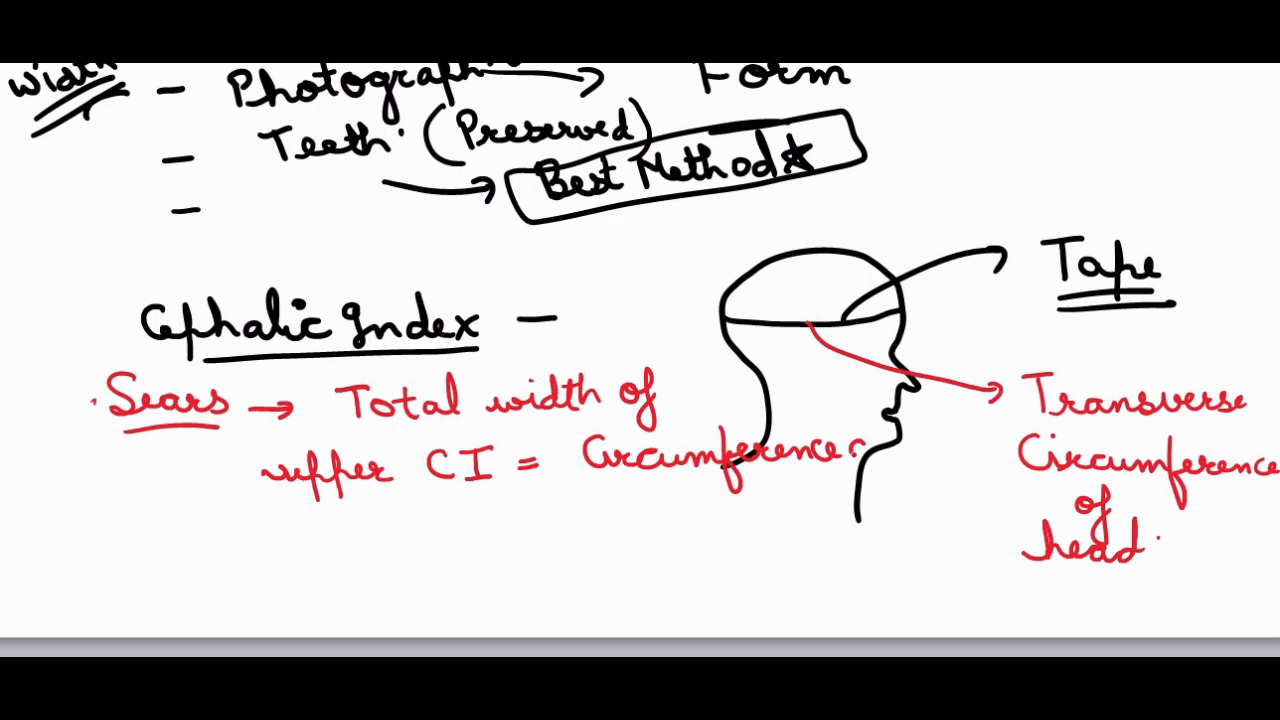 Width - Photographic → Form
- Teeth (Preserved)
→ Best Method ★
-
Tape
Cephalic Index -
Sears → Total width of
upper CI = Circumference o
Transverse
Circumference
of
head.